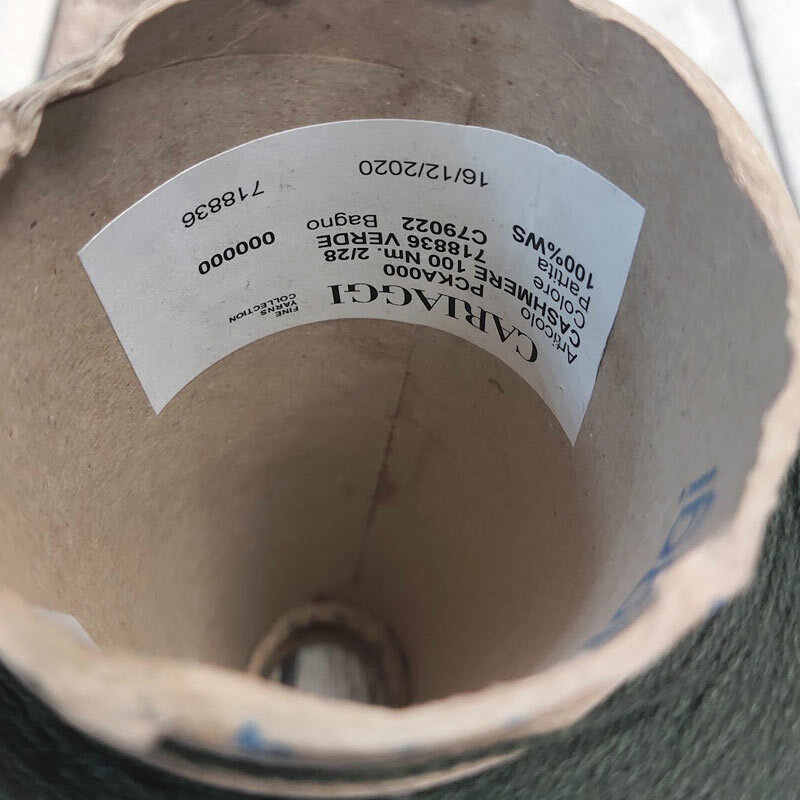 CARIAGGI
FINE
YARNS
COLLECTION
Articolo PCKA000
CASHMERE 100 Nm. 2/28
Colore 718836 VERDE
Partita C79022 Bagno 000000
100%WS
16/12/2020 718836